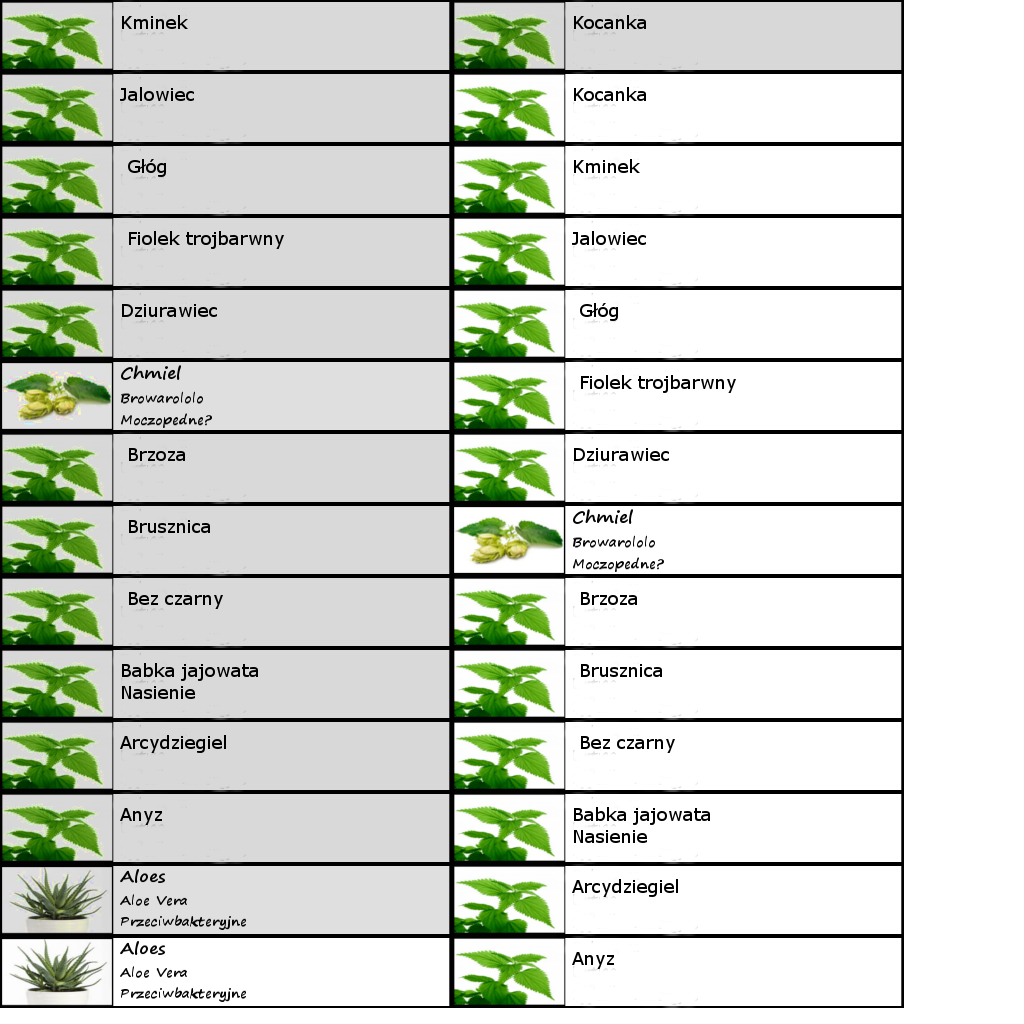 Kminek
Kocanka
Jalowiec
Kocanka
Głóg
Kminek
Fiolek trojbarwny
Jalowiec
Dziurawiec
Głóg
Chmiel
Browarololo
Moczopedne?
Fiolek trojbarwny
Brzoza
Dziurawiec
Brusznica
Chmiel
Browarololo
Moczopedne?
Bez czarny
Brzoza
Babka jajowata
Nasienie
Brusznica
Arcydziegiel
Bez czarny
Anyz
Babka jajowata
Nasienie
Aloes
Aloe Vera
Przeciwbakteryjne
Arcydziegiel
Aloes
Aloe Vera
Przeciwbakteryjne
Anyz